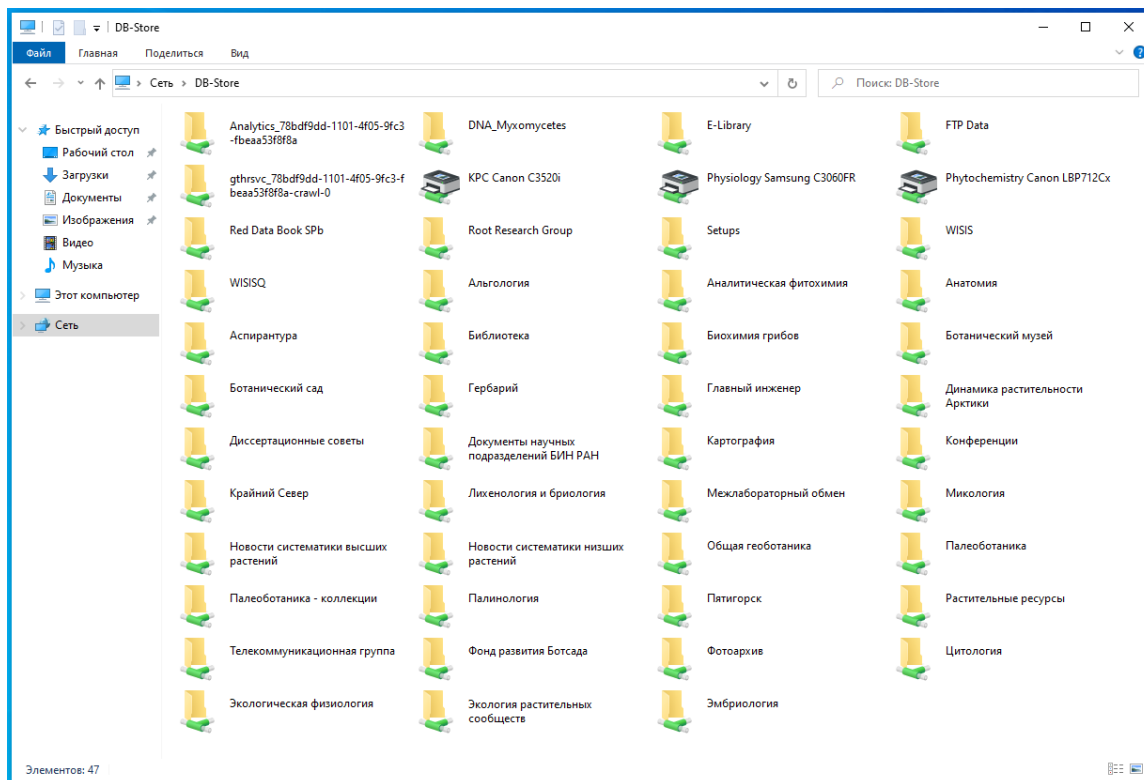 DB-Store
Файл Главная Поделиться Вид
Сеть > DB-Store
Поиск: DB-Store
Быстрый доступ
Рабочий стол
Загрузки
Документы
Изображения
Видео
Музыка
Этот компьютер
Сеть
Analytics_78bdf9dd-1101-4f05-9fc3
-fbeaa53f8f8a
DNA_Myxomycetes
E-Library
FTP Data
gthrsvc_78bdf9dd-1101-4f05-9fc3-f
beaa53f8f8a-crawl-0
KPC Canon C3520i
Physiology Samsung C3060FR
Phytochemistry Canon LBP712Cx
Red Data Book SPb
Root Research Group
Setups
WISIS
WISISQ
Альгология
Аналитическая фитохимия
Анатомия
Аспирантура
Библиотека
Биохимия грибов
Ботанический музей
Ботанический сад
Гербарий
Главный инженер
Динамика растительности
Арктики
Диссертационные советы
Документы научных
подразделений БИН РАН
Картография
Конференции
Крайний Север
Лихенология и бриология
Межлабораторный обмен
Микология
Новости систематики высших
растений
Новости систематики низших
растений
Общая геоботаника
Палеоботаника
Палеоботаника - коллекции
Палинология
Пятигорск
Растительные ресурсы
Телекоммуникационная группа
Фонд развития Ботсада
Фотоархив
Цитология
Экологическая физиология
Экология растительных
сообществ
Эмбриология
Элементов: 47